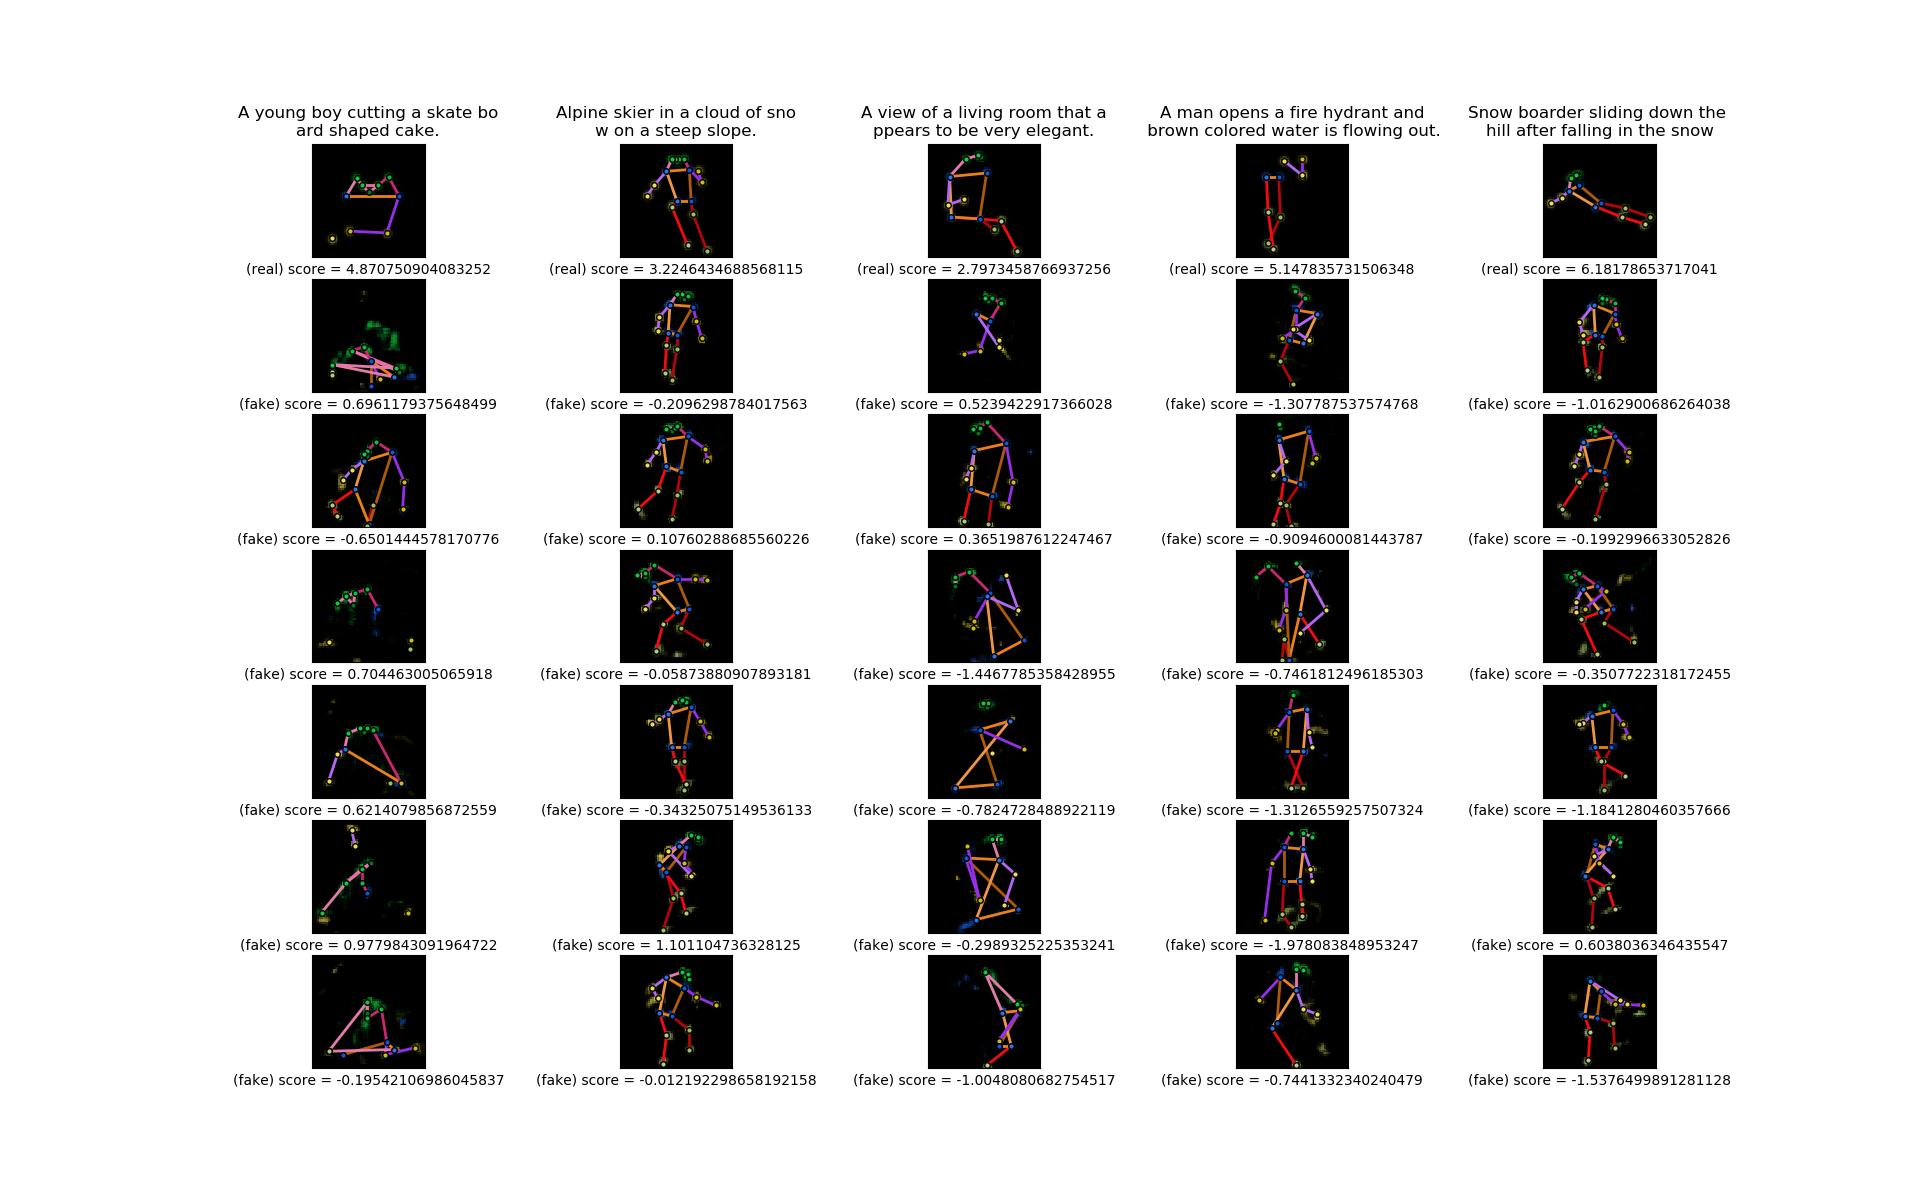 A young boy cutting a skate bo
ard shaped cake.
Alpine skier in a cloud of sno
w on a steep slope.
A view of a living room that a
ppears to be very elegant.
A man opens a fire hydrant and
brown colored water is flowing out.
Snow boarder sliding down the
hill after falling in the snow
(real) score = 4.870750904083252
(real) score = 3.2246434688568115
(real) score = 2.7973458766937256
(real) score = 5.147835731506348
(real) score = 6.18178653717041
(fake) score = 0.6961179375648499
(fake) score = -0.2096298784017563
(fake) score = 0.5239422917366028
(fake) score = -1.307787537574768
(fake) score = -1.0162900686264038
(fake) score = -0.6501444578170776
(fake) score = 0.10760288685560226
(fake) score = 0.3651987612247467
(fake) score = -0.9094600081443787
(fake) score = -0.1992996633052826
(fake) score = 0.704463005065918
(fake) score = -0.05873880907893181
(fake) score = -1.4467785358428955
(fake) score = -0.7461812496185303
(fake) score = -0.3507722318172455
(fake) score = 0.6214079856872559
(fake) score = -0.34325075149536133
(fake) score = -0.7824728488922119
(fake) score = -1.3126559257507324
(fake) score = -1.1841280460357666
(fake) score = 0.9779843091964722
(fake) score = 1.101104736328125
(fake) score = -0.2989325225353241
(fake) score = -1.978083848953247
(fake) score = 0.6038036346435547
(fake) score = -0.19542106986045837
(fake) score = -0.012192298658192158
(fake) score = -1.0048080682754517
(fake) score = -0.7441332340240479
(fake) score = -1.5376499891281128